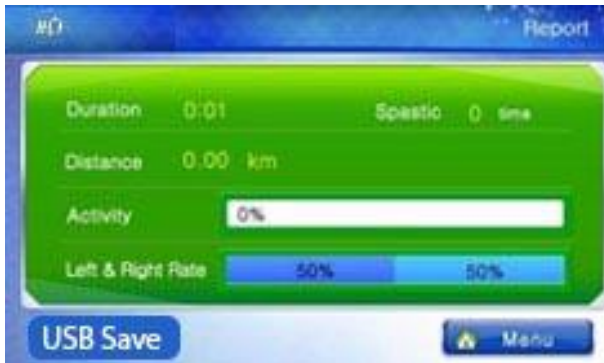 Report
Duration 0:01 Spastic 0 time
Distance 0.00 km
Activity 0%
Left & Right Rate 50% 50%
USB Save Menu